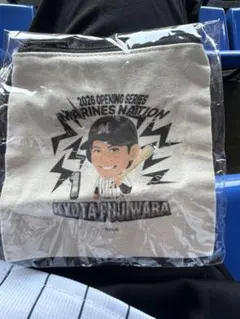 2026 OPENING SERIES
MARINES NATION
M
1
KYOTA FUJIWARA